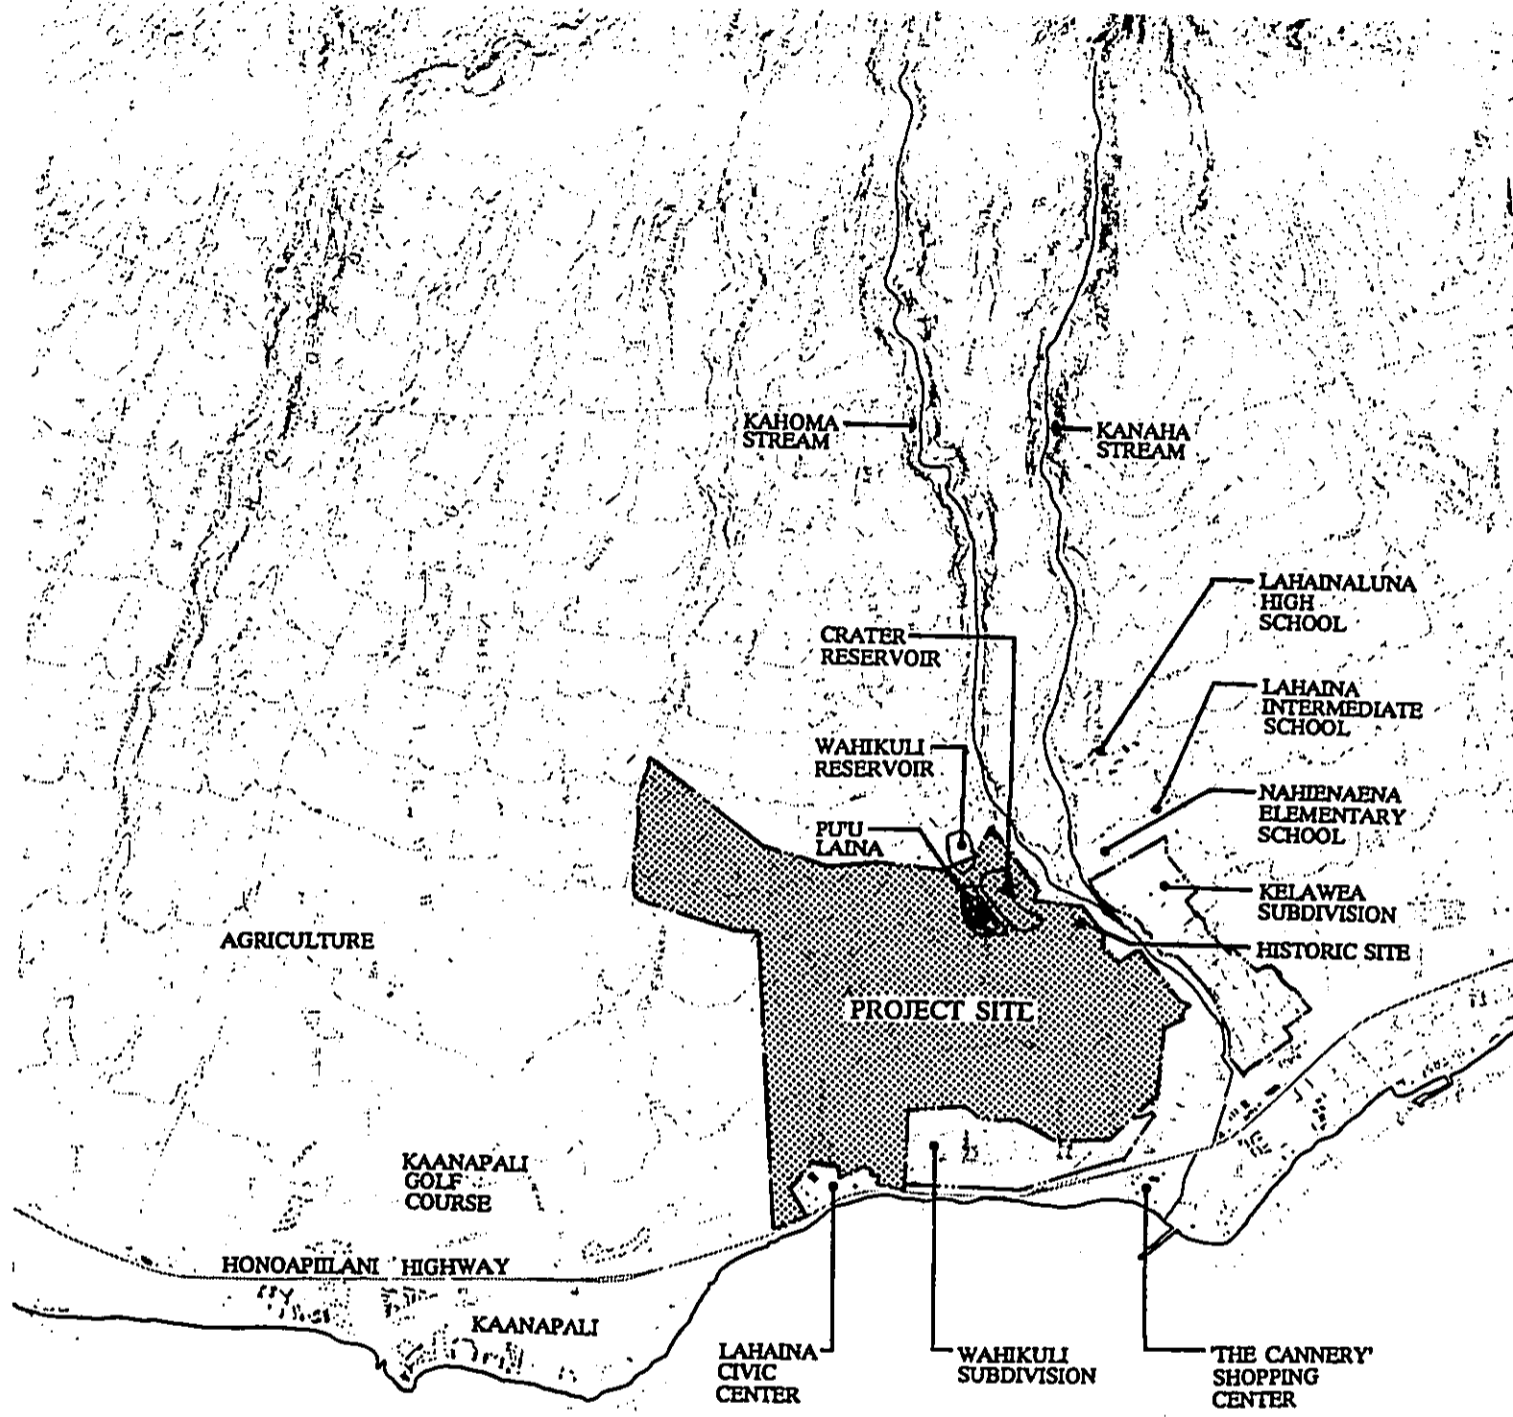 KAHOMA
STREAM
KANAHA
STREAM
LAHAINALUNA
HIGH
SCHOOL
CRATER
RESERVOIR
LAHAINA
INTERMEDIATE
SCHOOL
WAHIKULI
RESERVOIR
NAHIENAENA
ELEMENTARY
SCHOOL
PU'U
LAINA
KELAWEA
SUBDIVISION
AGRICULTURE
HISTORIC SITE
PROJECT SITE
KAANAPALI
GOLF
COURSE
HONOAPIILANI HIGHWAY
KAANAPALI
LAHAINA
CIVIC
CENTER
WAHIKULI
SUBDIVISION
'THE CANNERY'
SHOPPING
CENTER